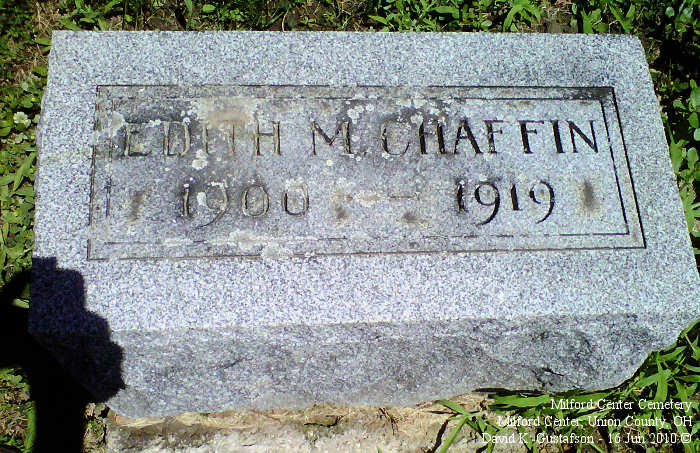 EDITH M. CHAFFIN
1900 – 1919
Milford Center Cemetery
Milford Center, Union County, OH
David K. Gustafson - 16 Jun 2010 ©